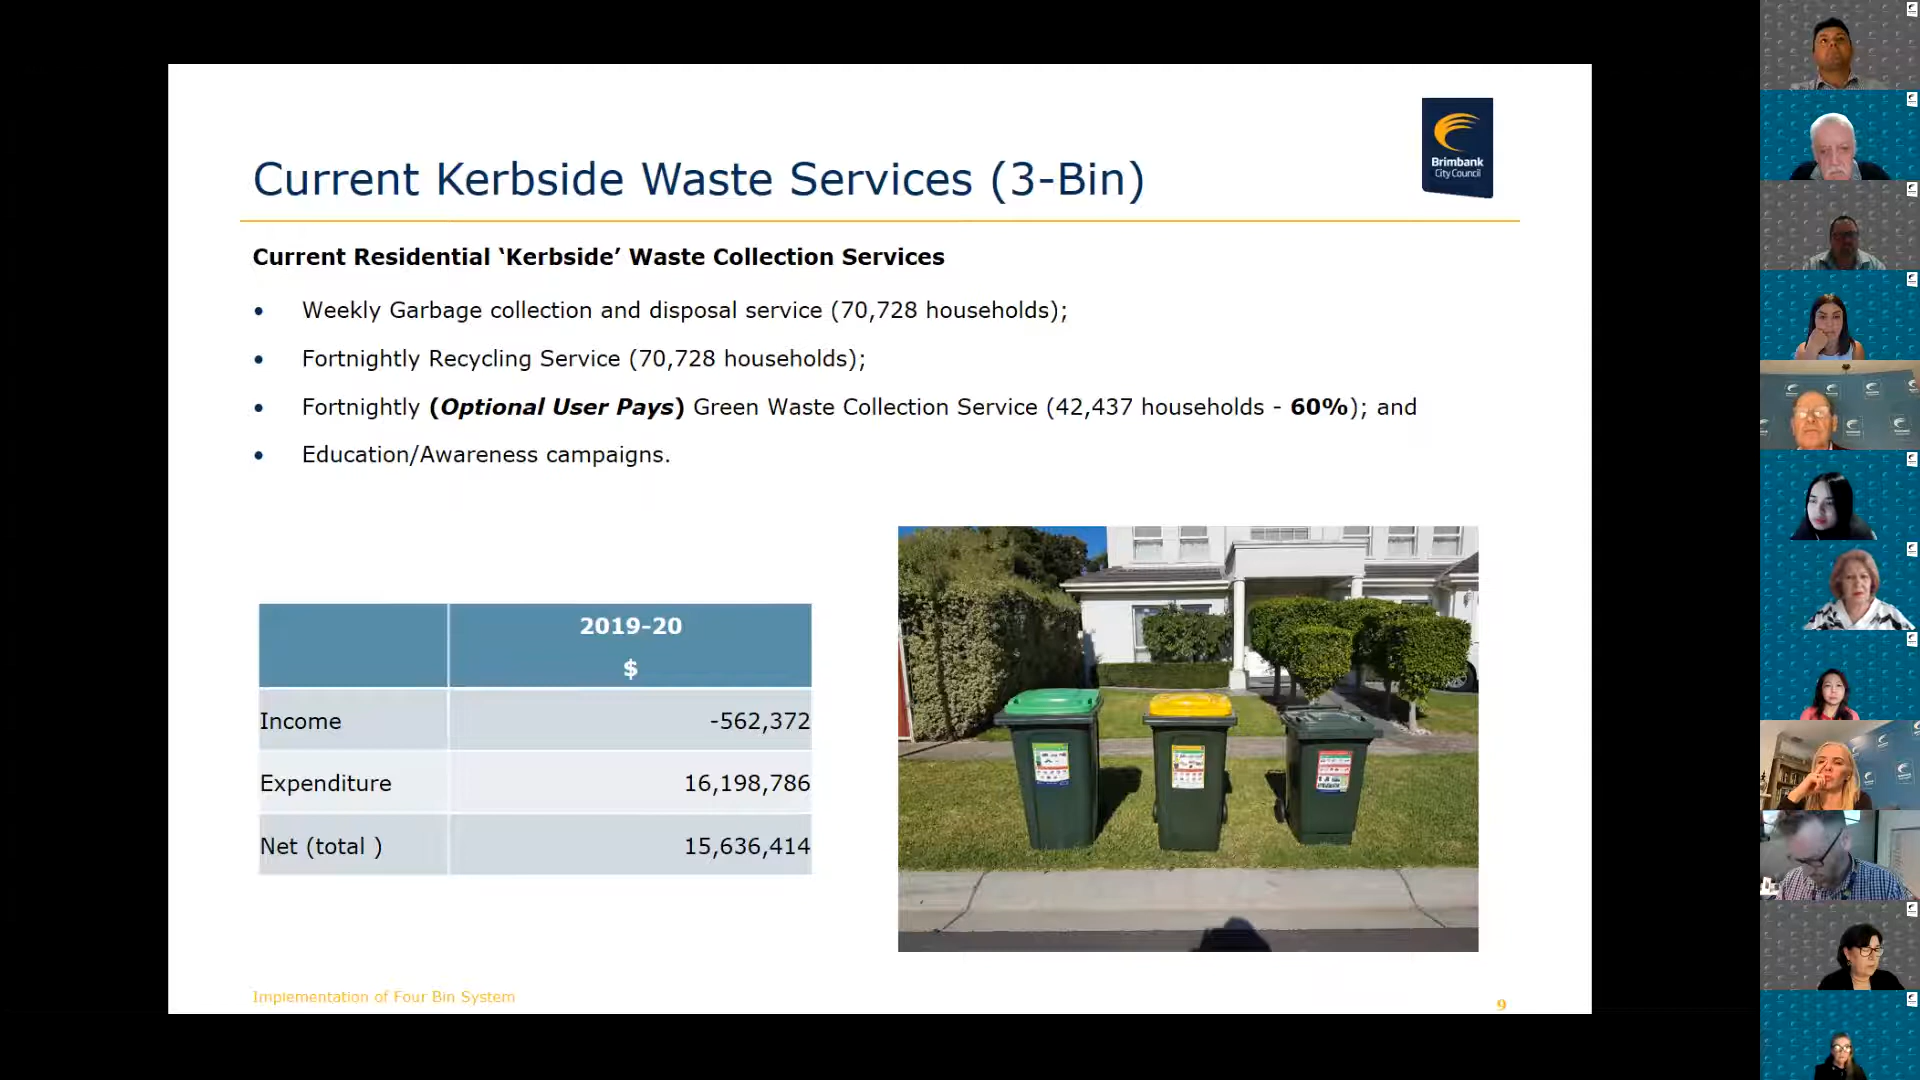 Brimbank
City Council
Current Kerbside Waste Services (3-Bin)
Current Residential ‘Kerbside’ Waste Collection Services
• Weekly Garbage collection and disposal service (70,728 households);
• Fortnightly Recycling Service (70,728 households);
• Fortnightly (Optional User Pays) Green Waste Collection Service (42,437 households - 60%); and
• Education/Awareness campaigns.
2019-20
$
Income -562,372
Expenditure 16,198,786
Net (total ) 15,636,414
Implementation of Four Bin System
9